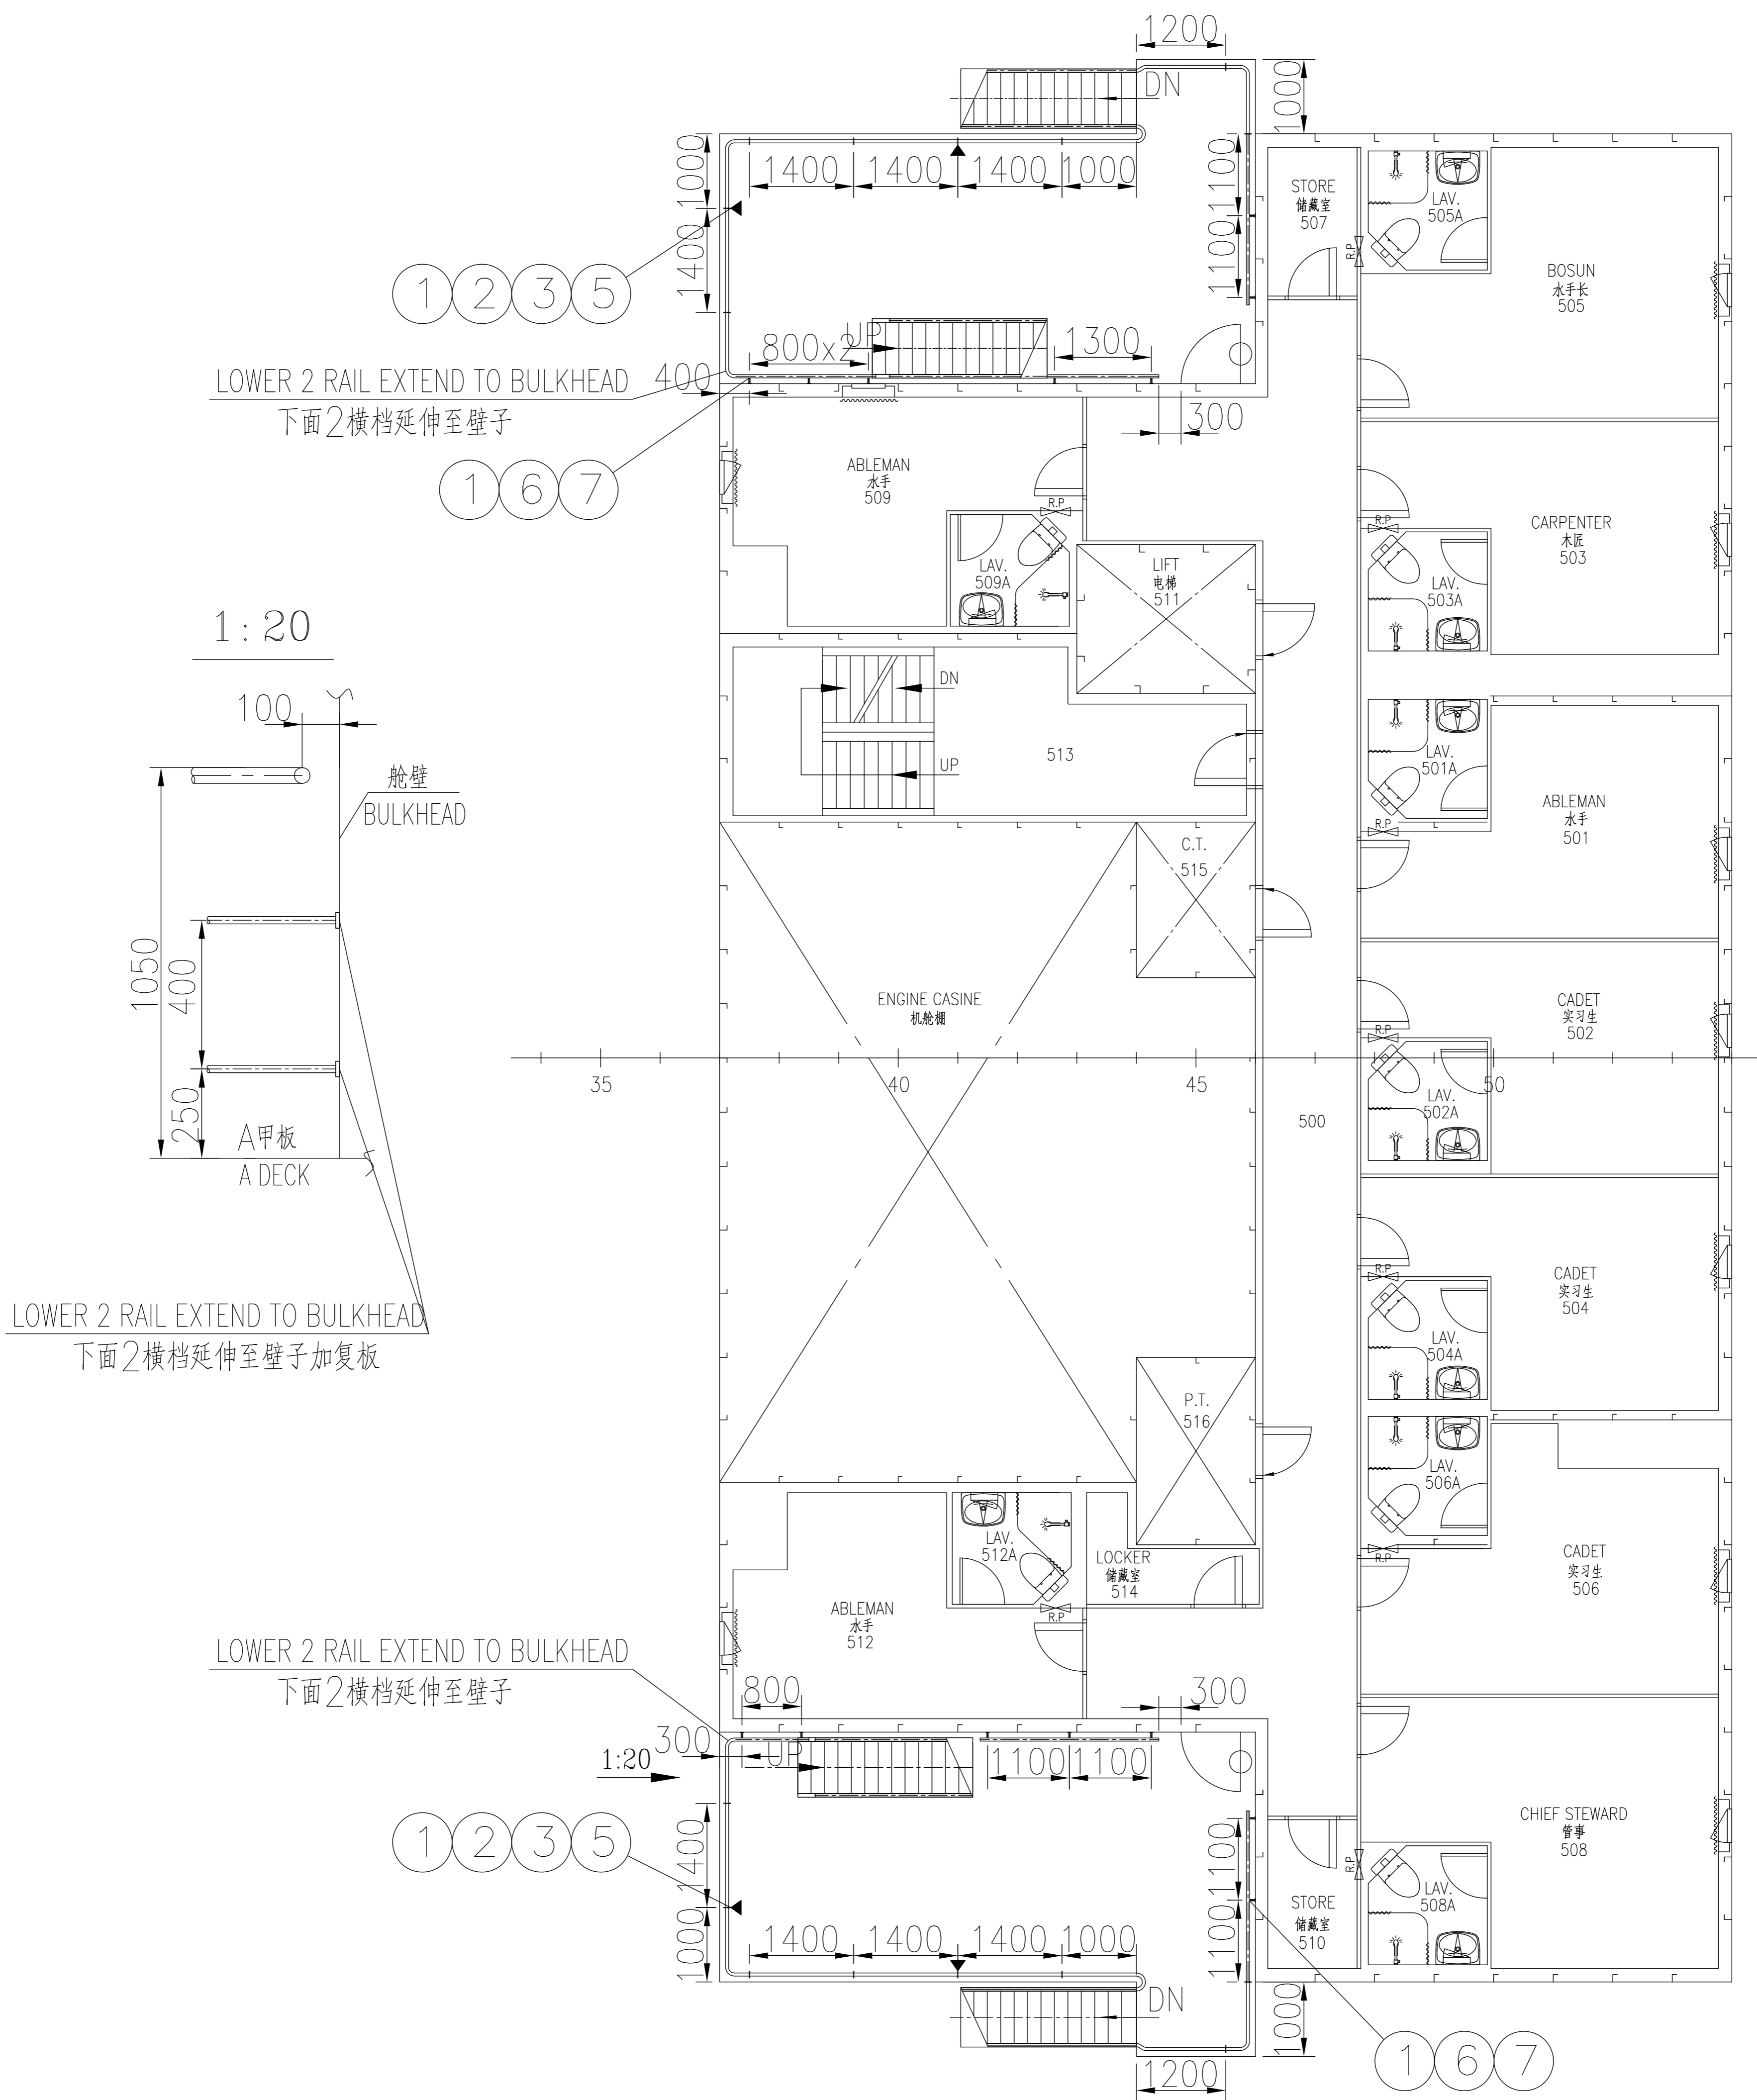 1200
DN
1000
1000
1400
1400
1400
1400
1000
1100
1100
STORE
储藏室
507
LAV.
505A
R.P
BOSUN
水手长
505
1 2 3 5
UP
800x2
1300
LOWER 2 RAIL EXTEND TO BULKHEAD
下面2横档延伸至壁子
400
300
1 6 7
ABLEMAN
水手
509
R.P
LAV.
509A
LIFT
电梯
511
R.P
CARPENTER
木匠
503
LAV.
503A
1:20
100
舱壁
BULKHEAD
1050
400
250
A甲板
A DECK
LOWER 2 RAIL EXTEND TO BULKHEAD
下面2横档延伸至壁子加复板
DN
UP
513
LAV.
501A
R.P
ABLEMAN
水手
501
C.T.
515
ENGINE CASINE
机舱棚
CADET
实习生
502
R.P
35
40
45
50
LAV.
502A
500
R.P
CADET
实习生
504
LAV.
504A
P.T.
516
LAV.
506A
R.P
CADET
实习生
506
LAV.
512A
LOCKER
储藏室
514
R.P
ABLEMAN
水手
512
LOWER 2 RAIL EXTEND TO BULKHEAD
下面2横档延伸至壁子
800
300
300
1:20
UP
1100
1100
1 2 3 5
1400
1000
1400
1400
1400
1000
1100
1100
CHIEF STEWARD
管事
508
R.P
LAV.
508A
STORE
储藏室
510
DN
1000
1200
1 6 7